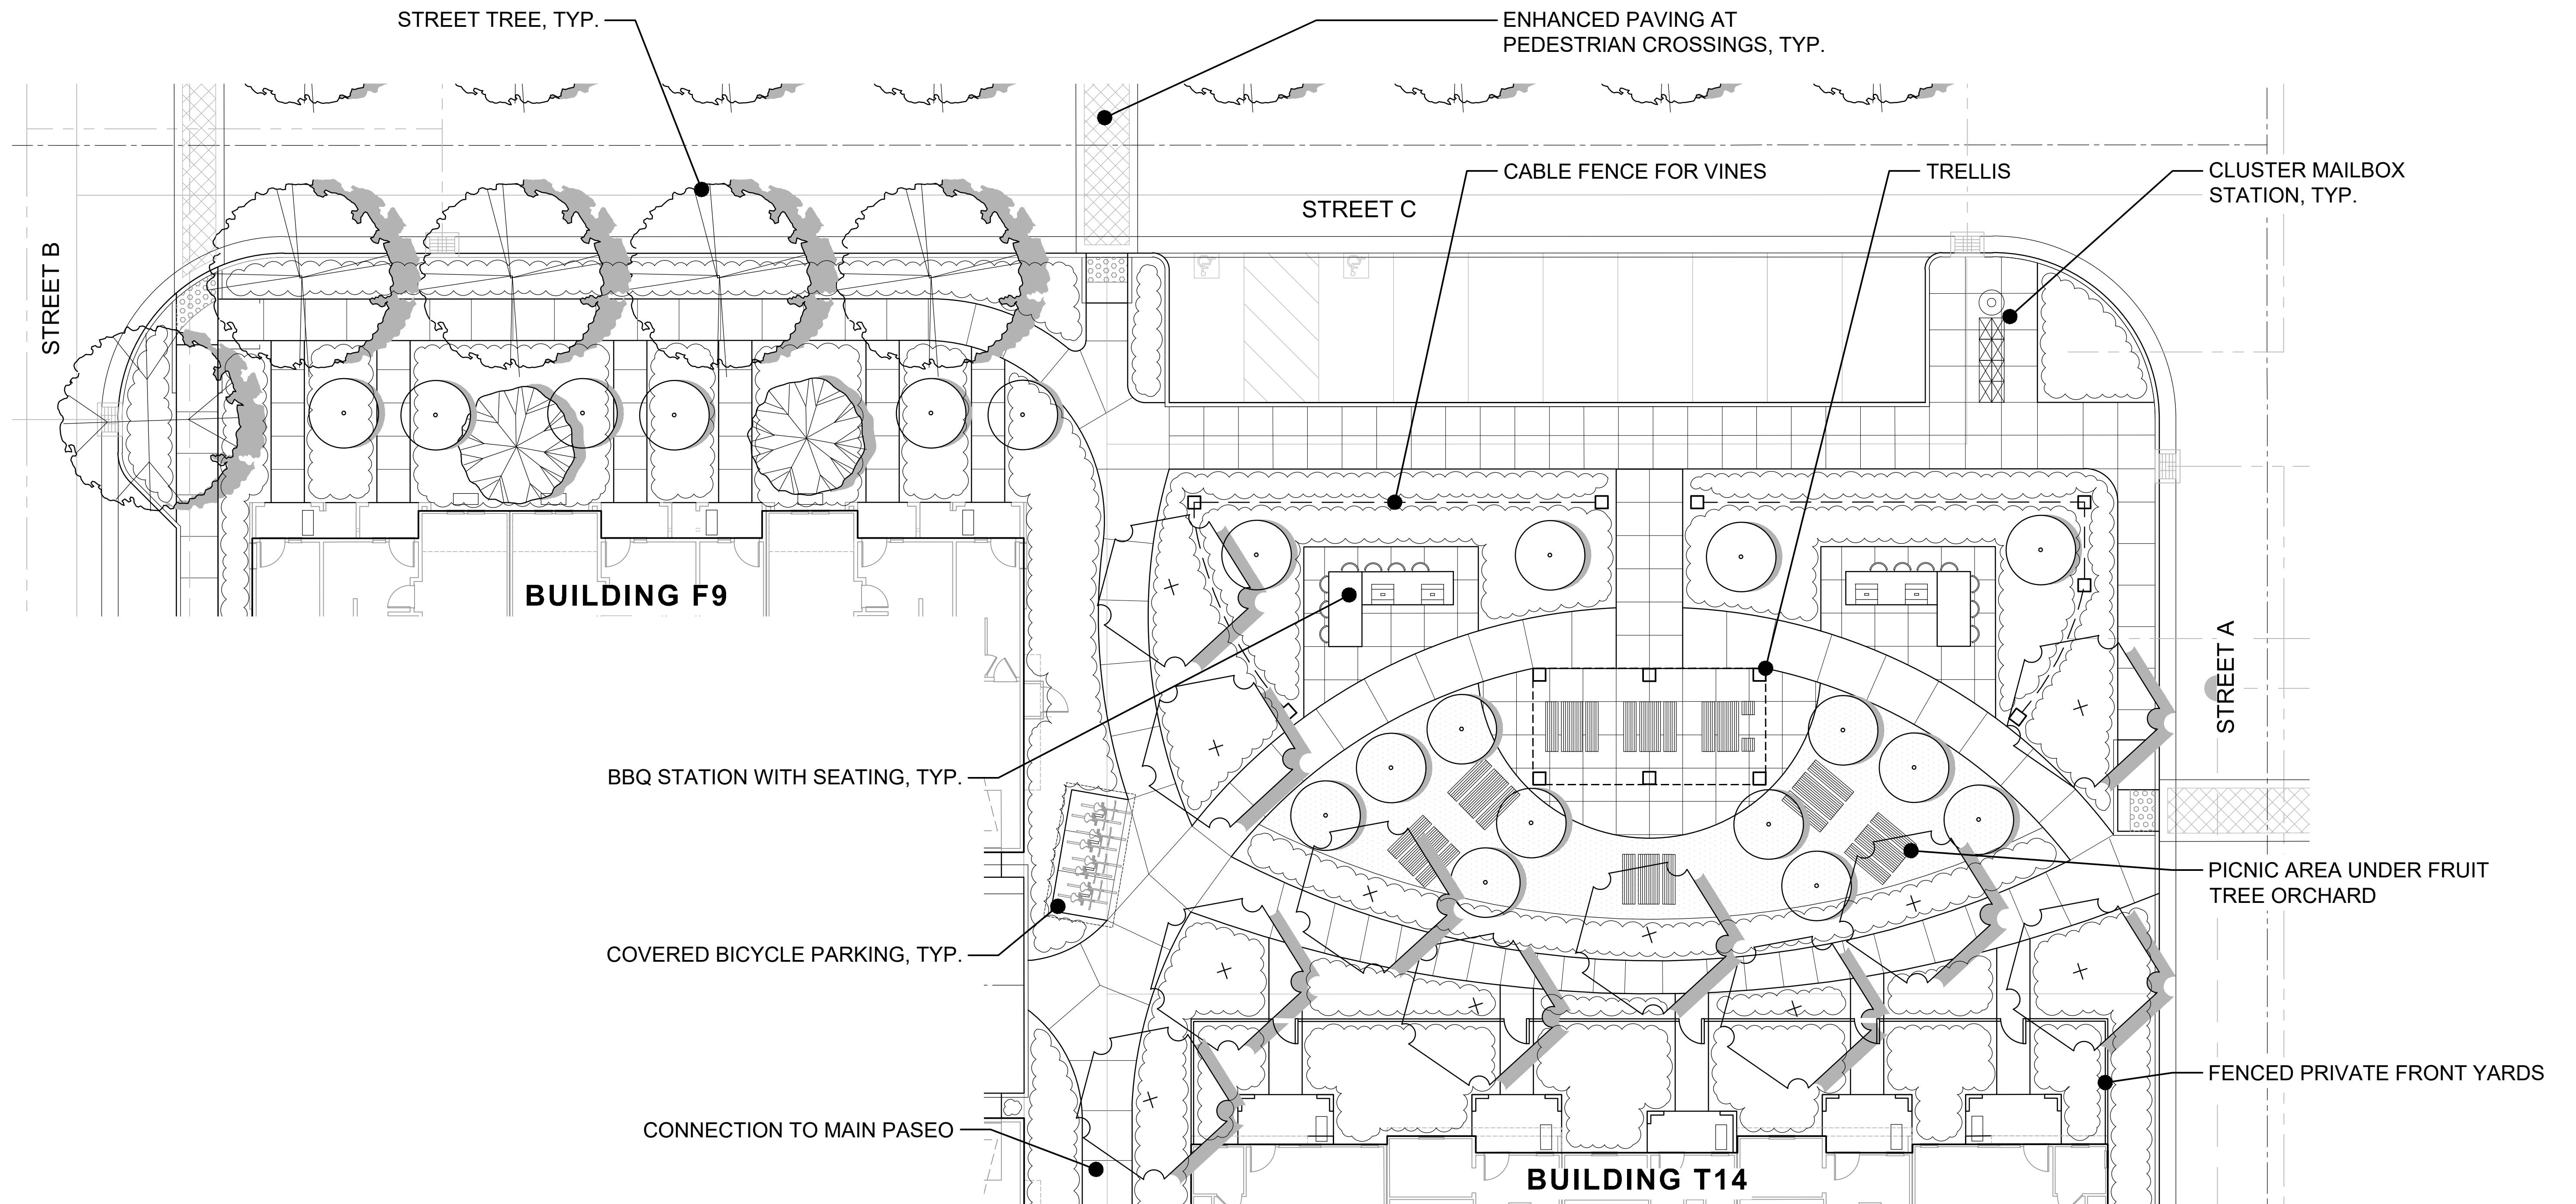 STREET TREE, TYP.
ENHANCED PAVING AT
PEDESTRIAN CROSSINGS, TYP.
CABLE FENCE FOR VINES
TRELLIS
CLUSTER MAILBOX
STATION, TYP.
STREET C
STREET B
BUILDING F9
STREET A
BBQ STATION WITH SEATING, TYP.
PICNIC AREA UNDER FRUIT
TREE ORCHARD
COVERED BICYCLE PARKING, TYP.
FENCED PRIVATE FRONT YARDS
CONNECTION TO MAIN PASEO
BUILDING T14